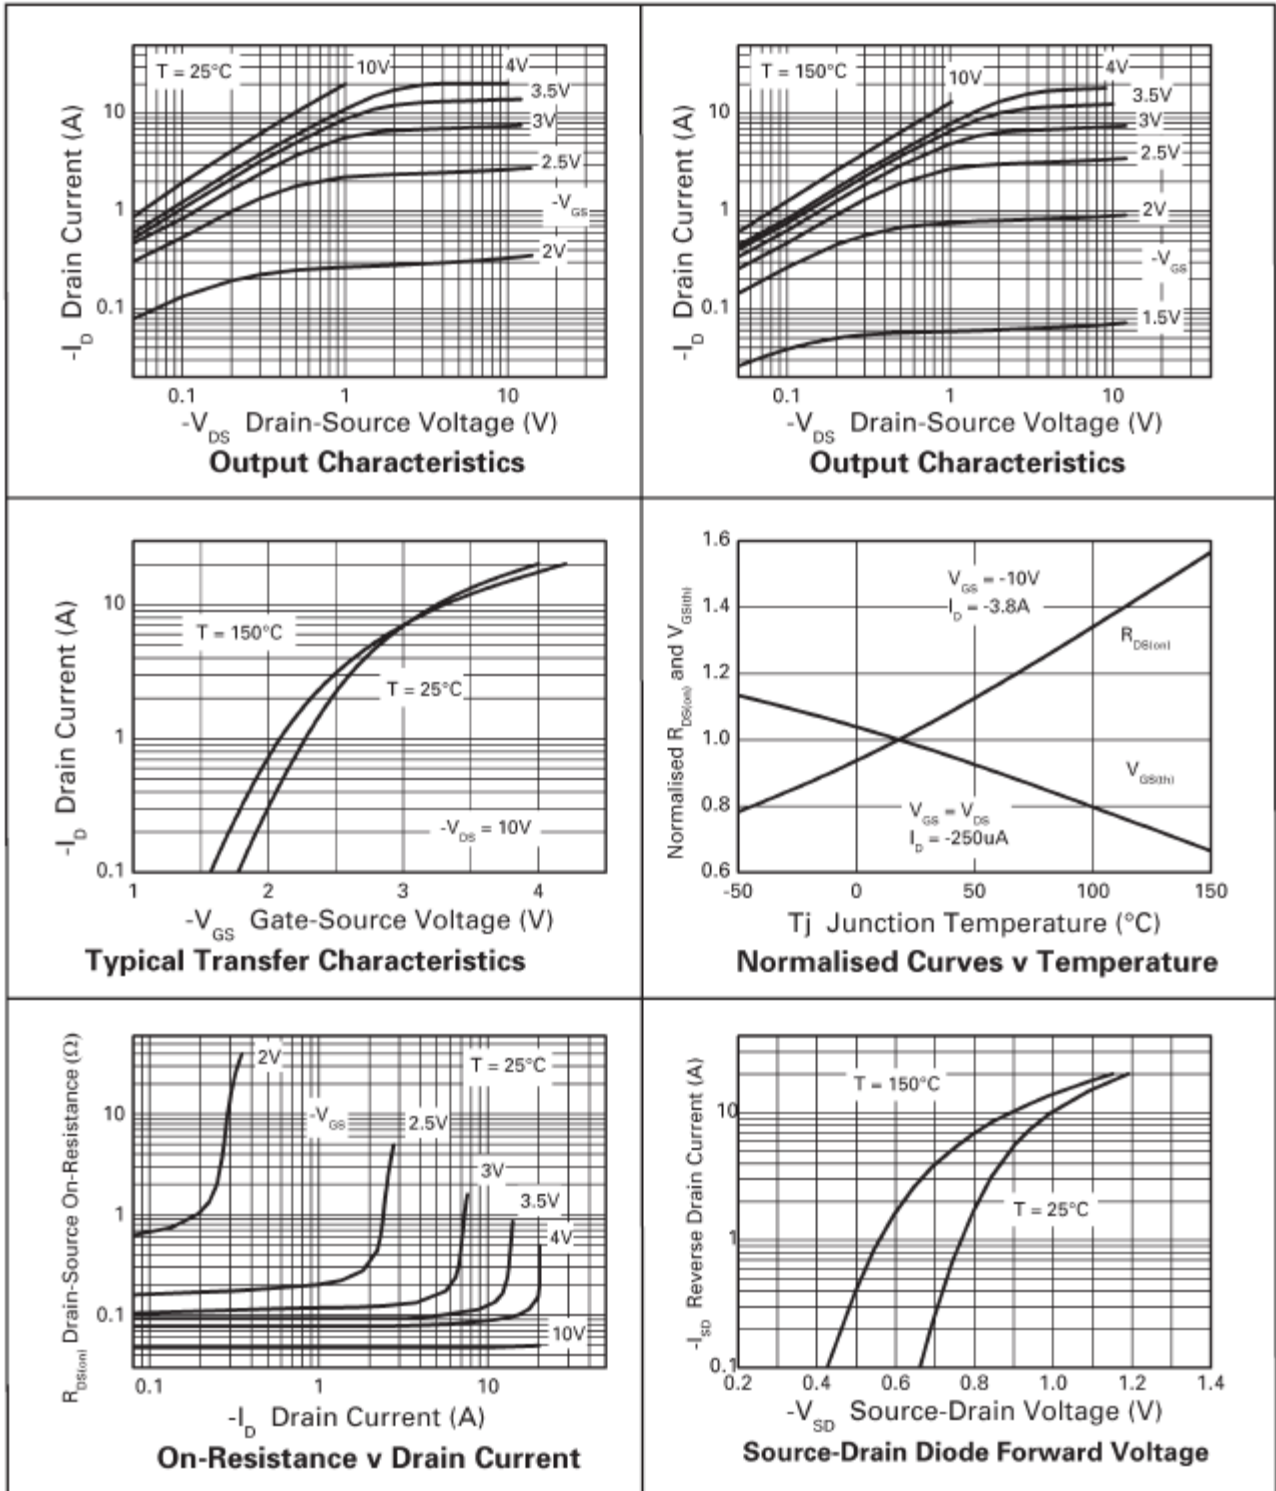 T = 25°C
10V
4V
3.5V
3V
2.5V
-VGS
2V
10
1
0.1
-ID Drain Current (A)
0.1
1
10
-VDS Drain-Source Voltage (V)
Output Characteristics
T = 150°C
10V
4V
3.5V
3V
2.5V
2V
-VGS
1.5V
10
1
0.1
-ID Drain Current (A)
0.1
1
10
-VDS Drain-Source Voltage (V)
Output Characteristics
T = 150°C
T = 25°C
-VDS = 10V
10
1
0.1
-ID Drain Current (A)
1
2
3
4
-VGS Gate-Source Voltage (V)
Typical Transfer Characteristics
1.6
1.4
1.2
1.0
0.8
0.6
Normalised RDS(on) and VGS(th)
VGS = -10V
ID = -3.8A
RDS(on)
VGS(th)
VGS = VDS
ID = -250uA
-50
0
50
100
150
Tj Junction Temperature (°C)
Normalised Curves v Temperature
2V
T = 25°C
-VGS
2.5V
3V
3.5V
4V
10V
10
1
0.1
RDS(on) Drain-Source On-Resistance (Ω)
0.1
1
10
-ID Drain Current (A)
On-Resistance v Drain Current
T = 150°C
T = 25°C
10
1
0.1
-ISD Reverse Drain Current (A)
0.2
0.4
0.6
0.8
1.0
1.2
1.4
-VSD Source-Drain Voltage (V)
Source-Drain Diode Forward Voltage